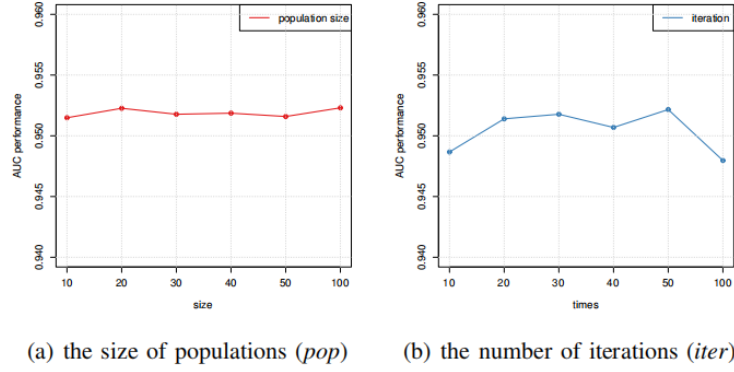 population size
0.960
0.955
0.950
0.945
0.940
AUC performance
10 20 30 40 50 100
size
(a) the size of populations (pop)
iteration
0.960
0.955
0.950
0.945
0.940
AUC performance
10 20 30 40 50 100
times
(b) the number of iterations (iter)